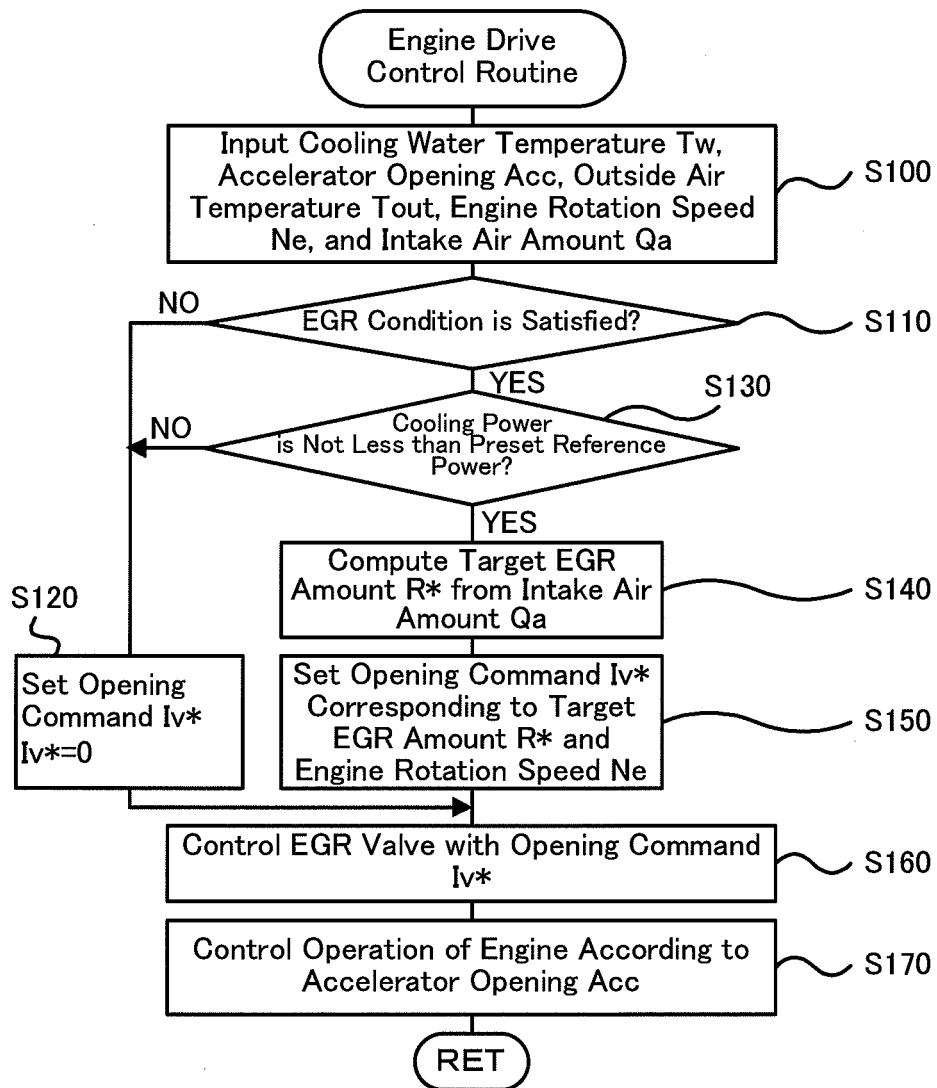 Engine Drive
Control Routine
Input Cooling Water Temperature Tw,
Accelerator Opening Acc, Outside Air
Temperature Tout, Engine Rotation Speed
Ne, and Intake Air Amount Qa
S100
NO
EGR Condition is Satisfied?
S110
YES
S130
NO
Cooling Power
is Not Less than Preset Reference
Power?
YES
Compute Target EGR
Amount R* from Intake Air
Amount Qa
S140
S120
Set Opening
Command Iv*
Iv*=0
Set Opening Command Iv*
Corresponding to Target
EGR Amount R* and
Engine Rotation Speed Ne
S150
Control EGR Valve with Opening Command
Iv*
S160
Control Operation of Engine According to
Accelerator Opening Acc
S170
RET